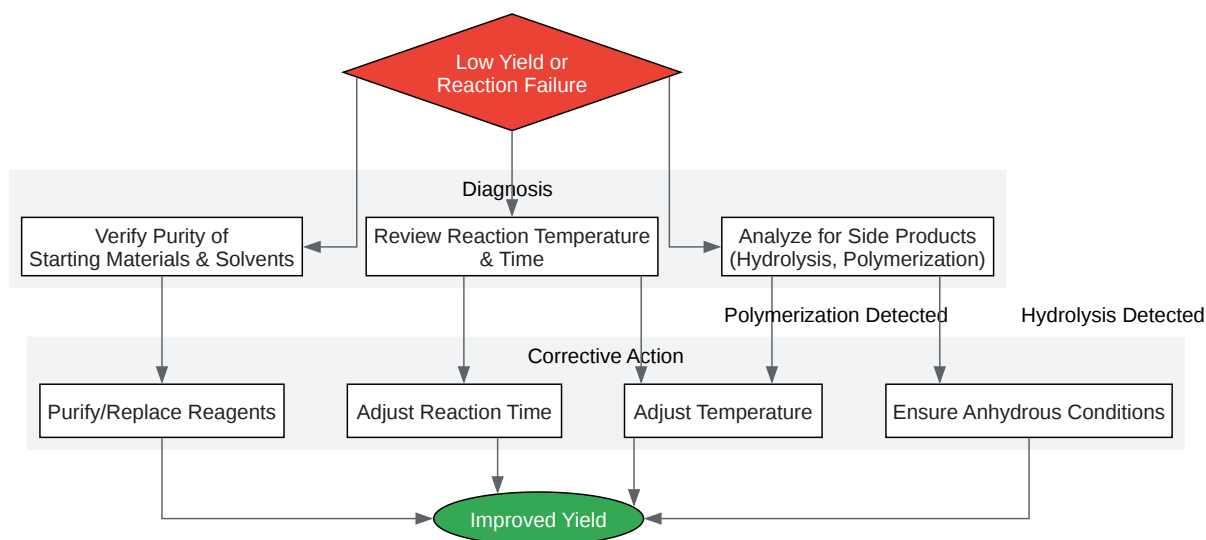 Low Yield or
Reaction Failure
Diagnosis
Verify Purity of
Starting Materials & Solvents
Review Reaction Temperature
& Time
Analyze for Side Products
(Hydrolysis, Polymerization)
Polymerization Detected
Hydrolysis Detected
Corrective Action
Purify/Replace Reagents
Adjust Reaction Time
Adjust Temperature
Ensure Anhydrous Conditions
Improved Yield